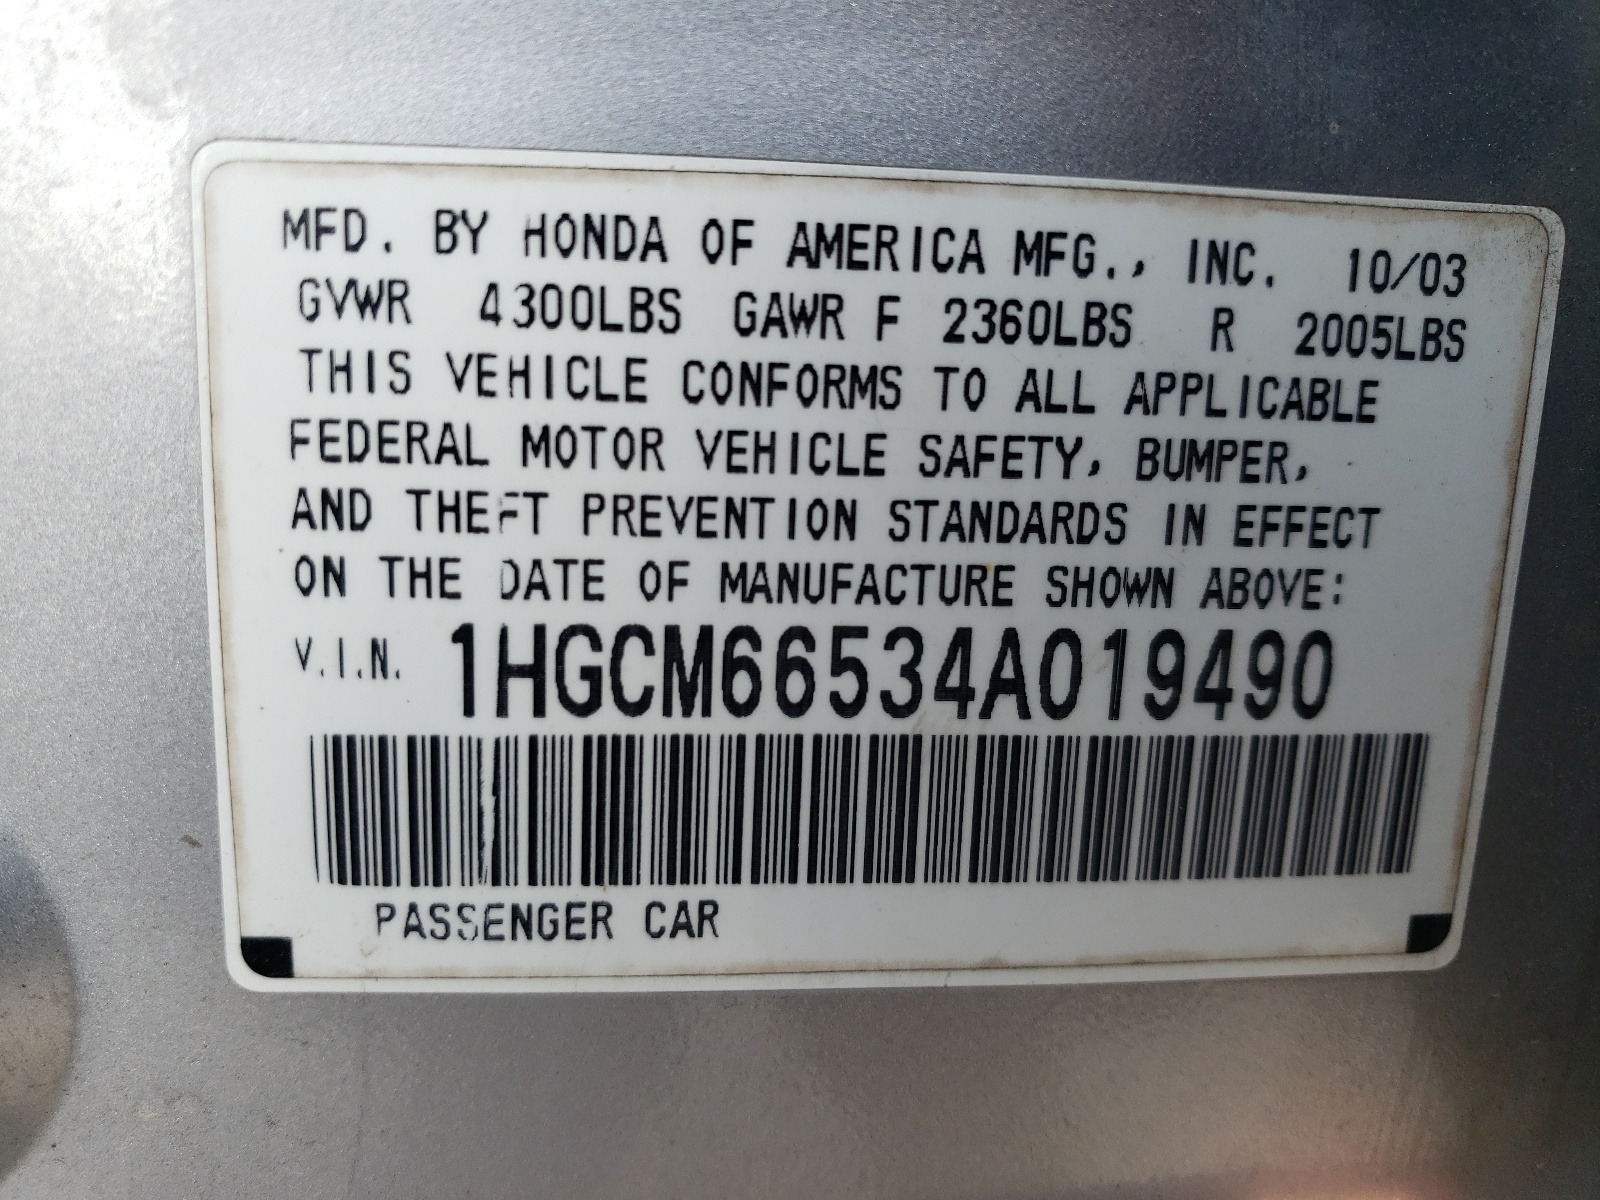 MFD. BY HONDA OF AMERICA MFG., INC. 10/03
GVWR 4300LBS GAWR F 2360LBS R 2005LBS
THIS VEHICLE CONFORMS TO ALL APPLICABLE
FEDERAL MOTOR VEHICLE SAFETY, BUMPER,
AND THEFT PREVENTION STANDARDS IN EFFECT
ON THE DATE OF MANUFACTURE SHOWN ABOVE:
V.I.N. 1HGCM66534A019490
PASSENGER CAR